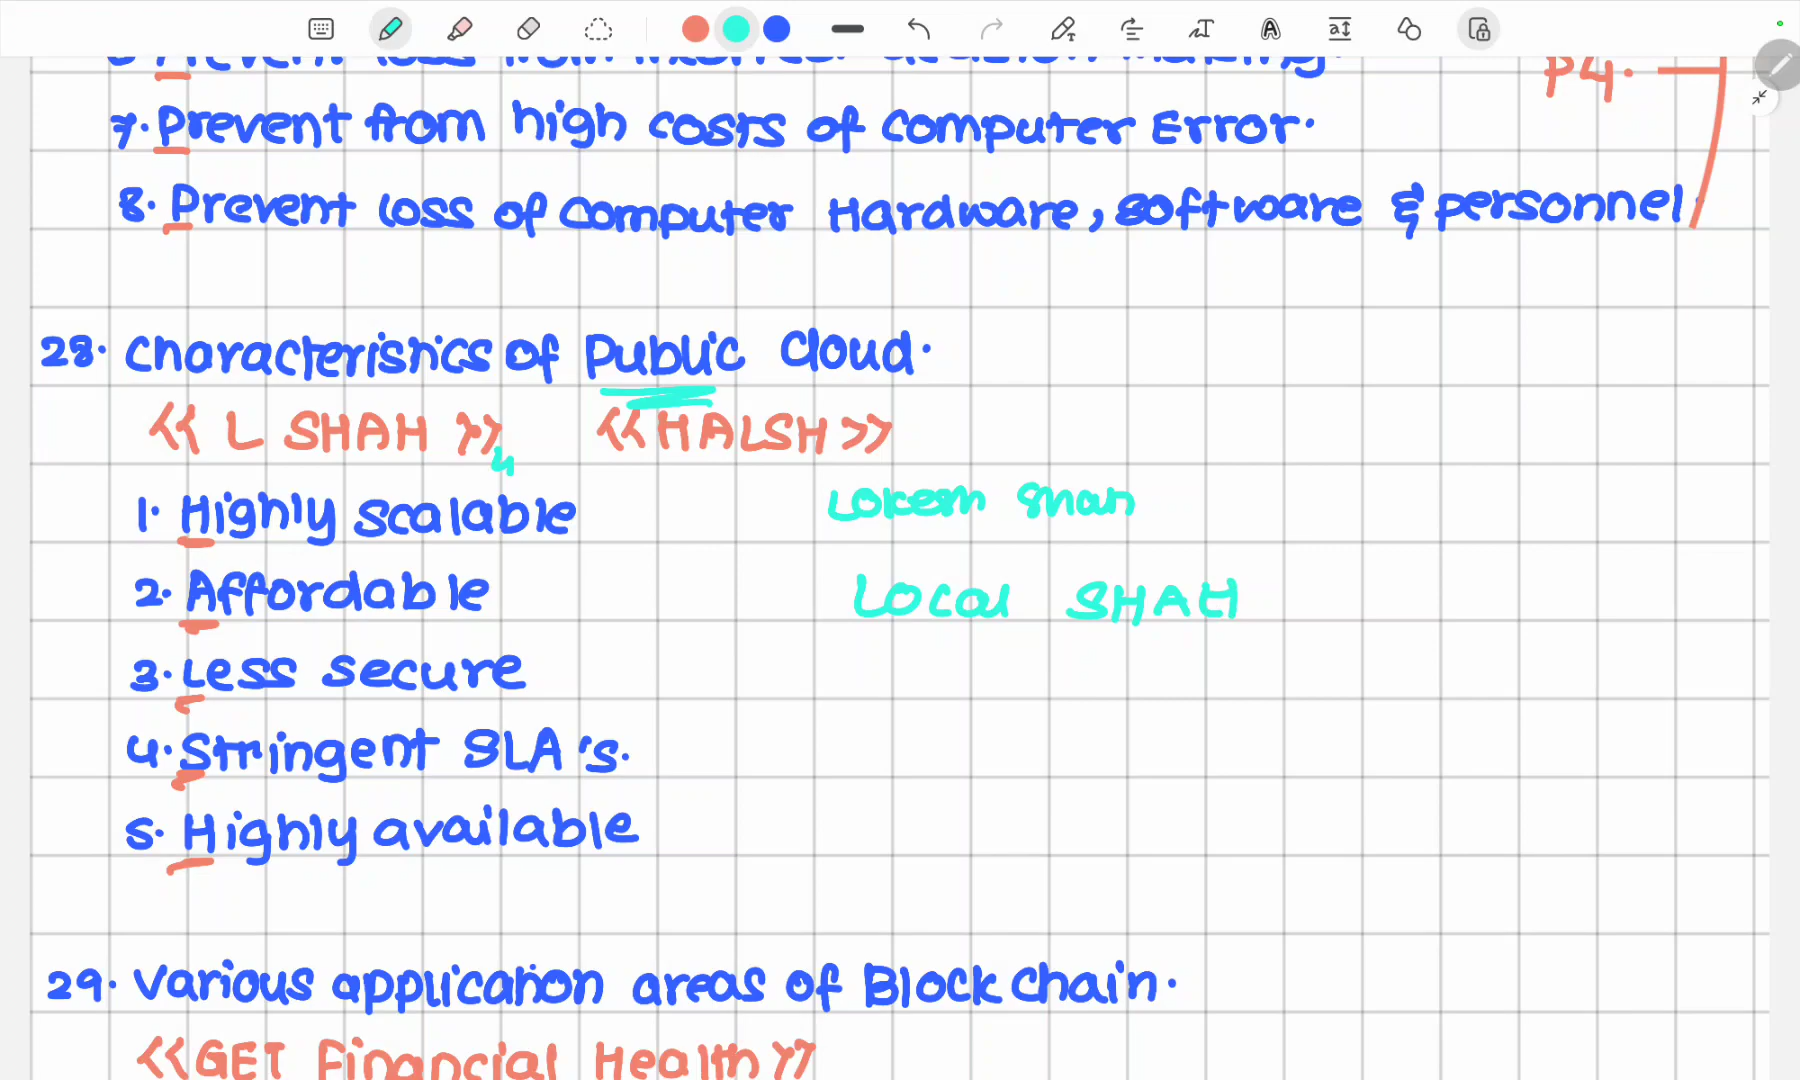 7. Prevent from high costs of computer Error.
P4.
8. Prevent loss of computer Hardware, software & personnel.
28. Characteristics of Public Cloud.
<< L SHAH >> << HALSH >>
1. Highly scalable
Lokesh Shah
2. Affordable
Local SHAH
3. Less secure
4. Stringent SLA's.
5. Highly available
29. Various application areas of Block chain.
<<GET Financial Health>>